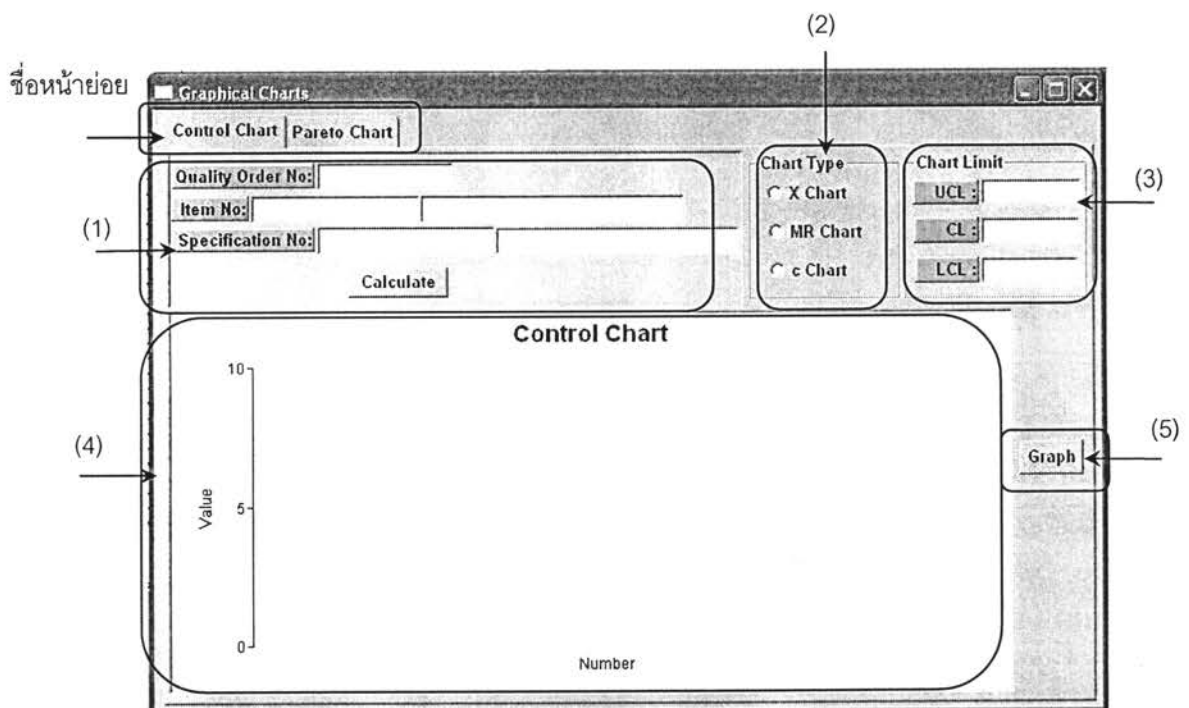 (2)
ชื่อหน้าย่อย
Graphical Charts
Control Chart Pareto Chart
(1)
Quality Order No:
Item No:
Specification No:
Calculate
Chart Type
X Chart
MR Chart
c Chart
Chart Limit
UCL :
CL :
LCL :
(3)
Control Chart
10
5
0
Value
Number
(4)
Graph
(5)